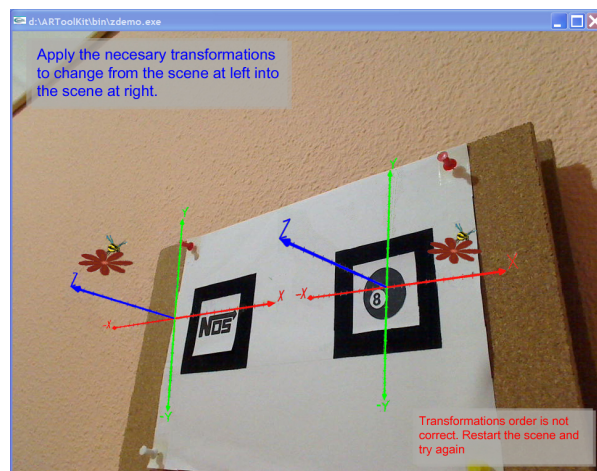 d:\ARToolKit\bin\zdemo.exe
Apply the necesary transformations
to change from the scene at left into
the scene at right.
Y
Y
Z
Z
X
X
-X
-X
8
NOS
-Y
-Y
Transformations order is not
correct. Restart the scene and
try again